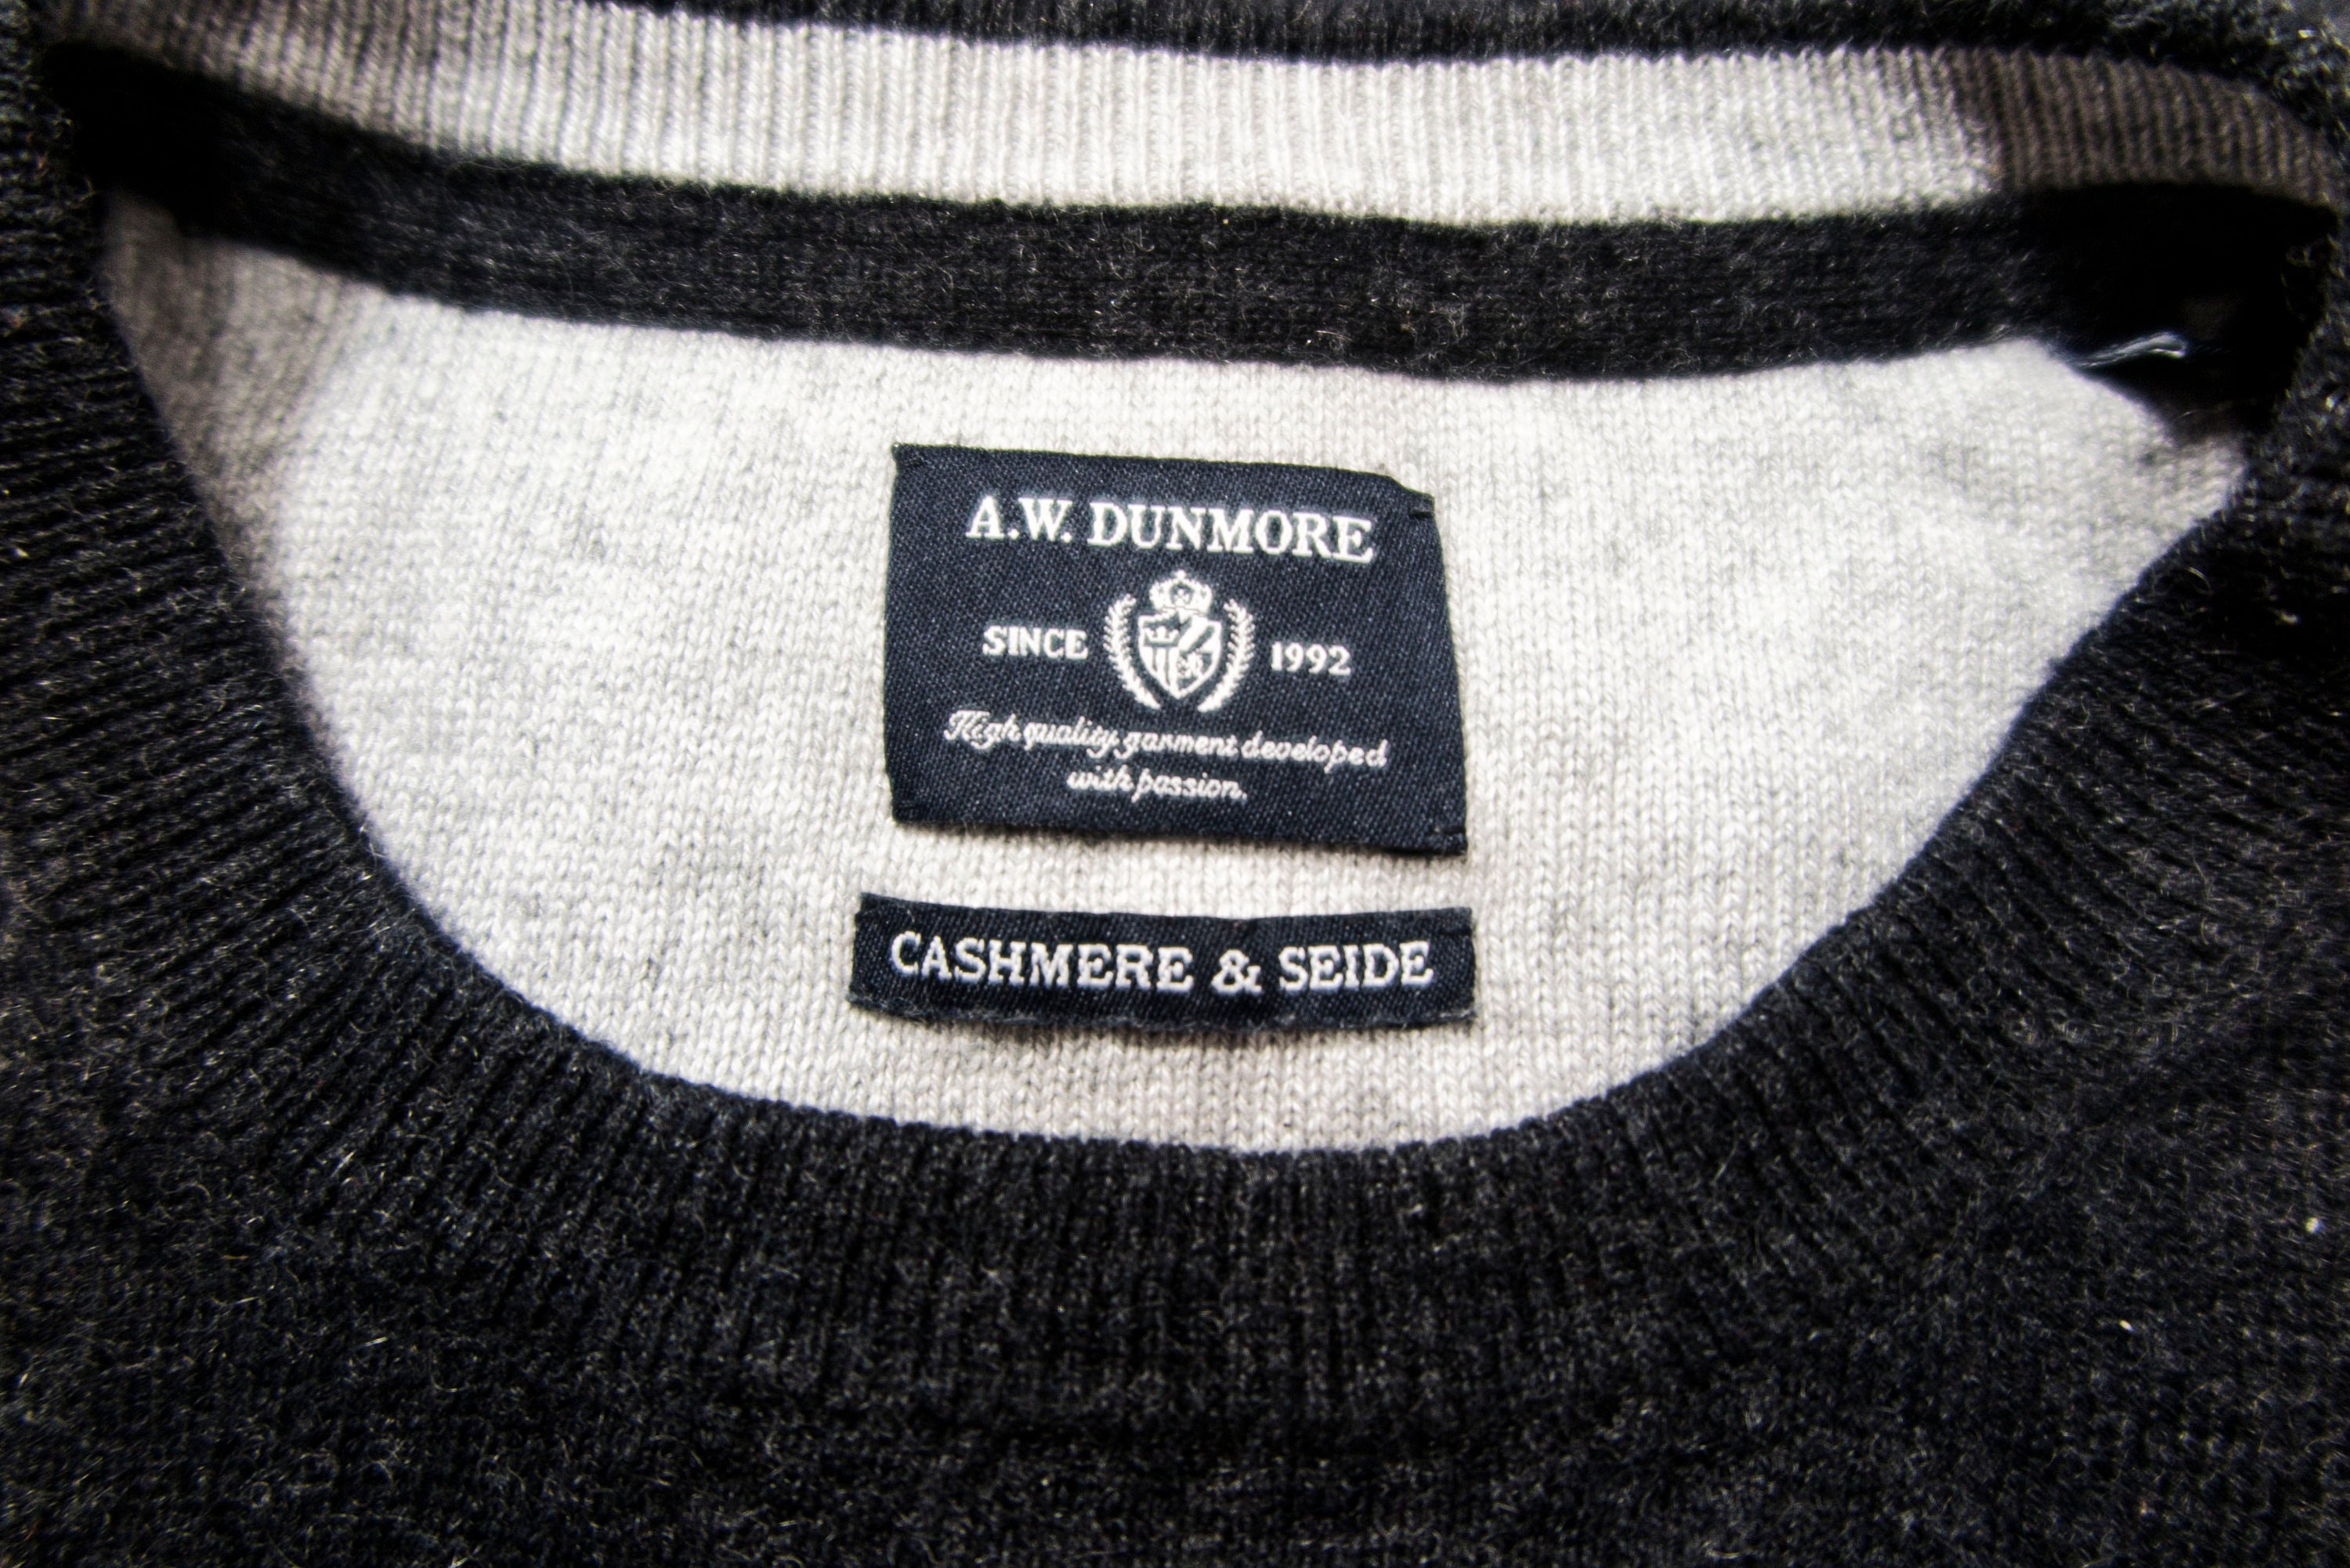 A.W. DUNMORE
SINCE 1992
High quality garment developed
with passion.
CASHMERE & SEIDE